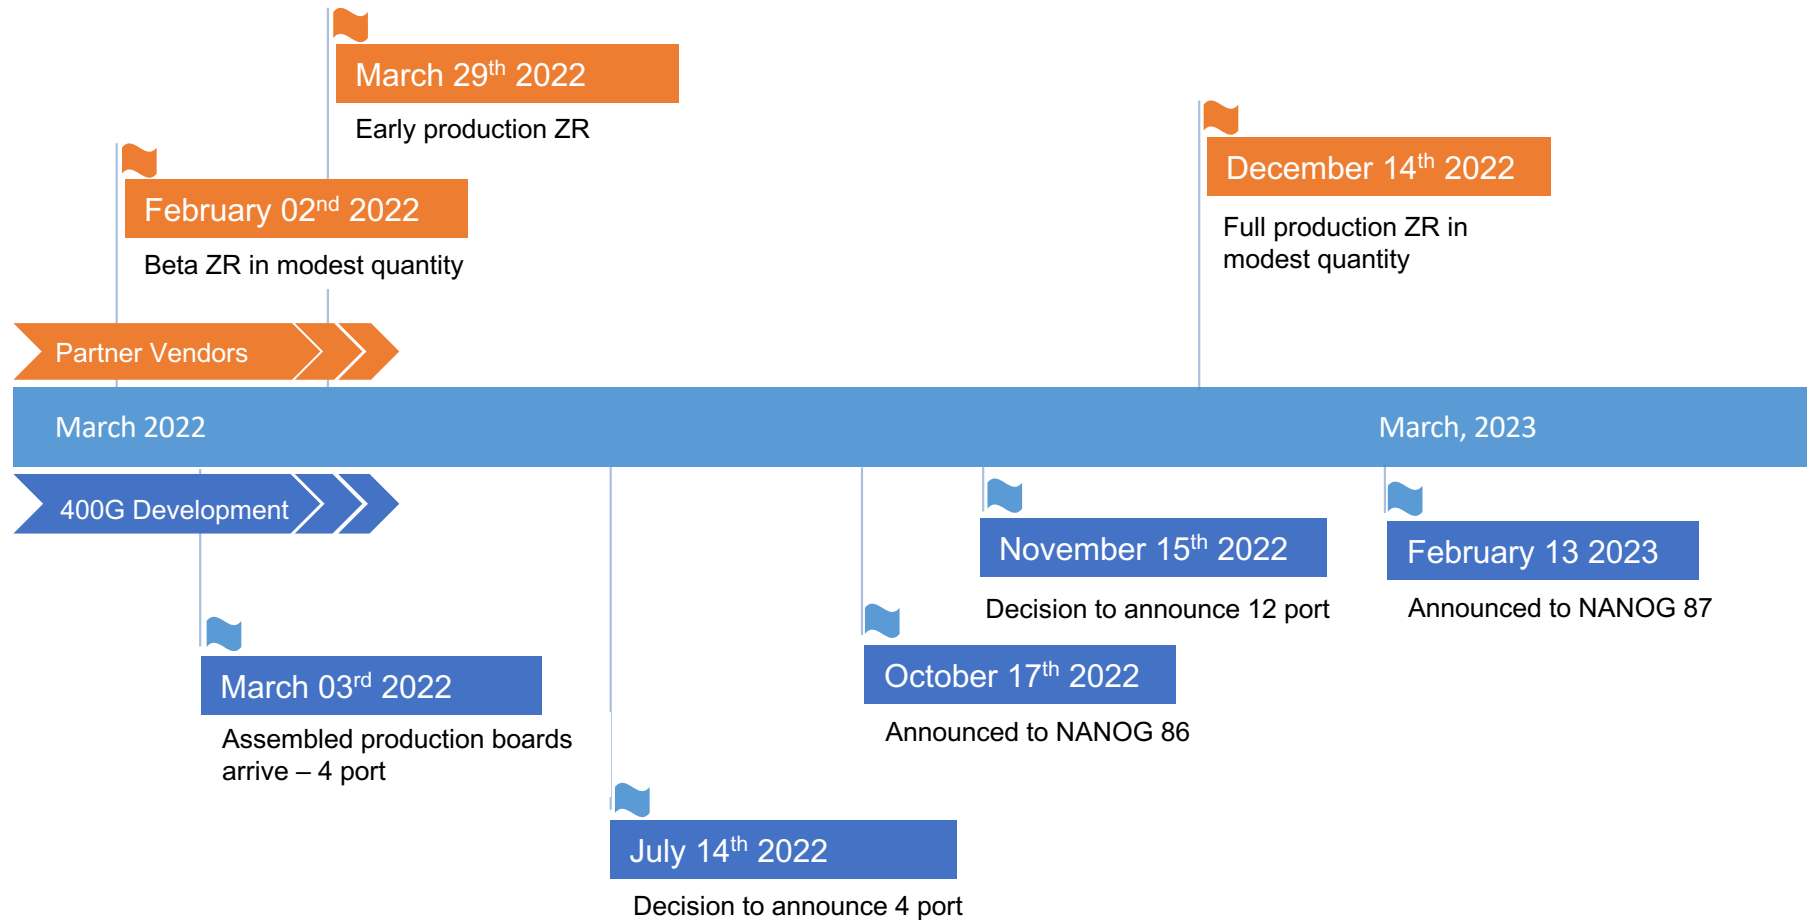 March 29th 2022
Early production ZR
February 02nd 2022
Beta ZR in modest quantity
December 14th 2022
Full production ZR in
modest quantity
Partner Vendors
March 2022
March, 2023
400G Development
November 15th 2022
Decision to announce 12 port
February 13 2023
Announced to NANOG 87
March 03rd 2022
Assembled production boards
arrive – 4 port
October 17th 2022
Announced to NANOG 86
July 14th 2022
Decision to announce 4 port